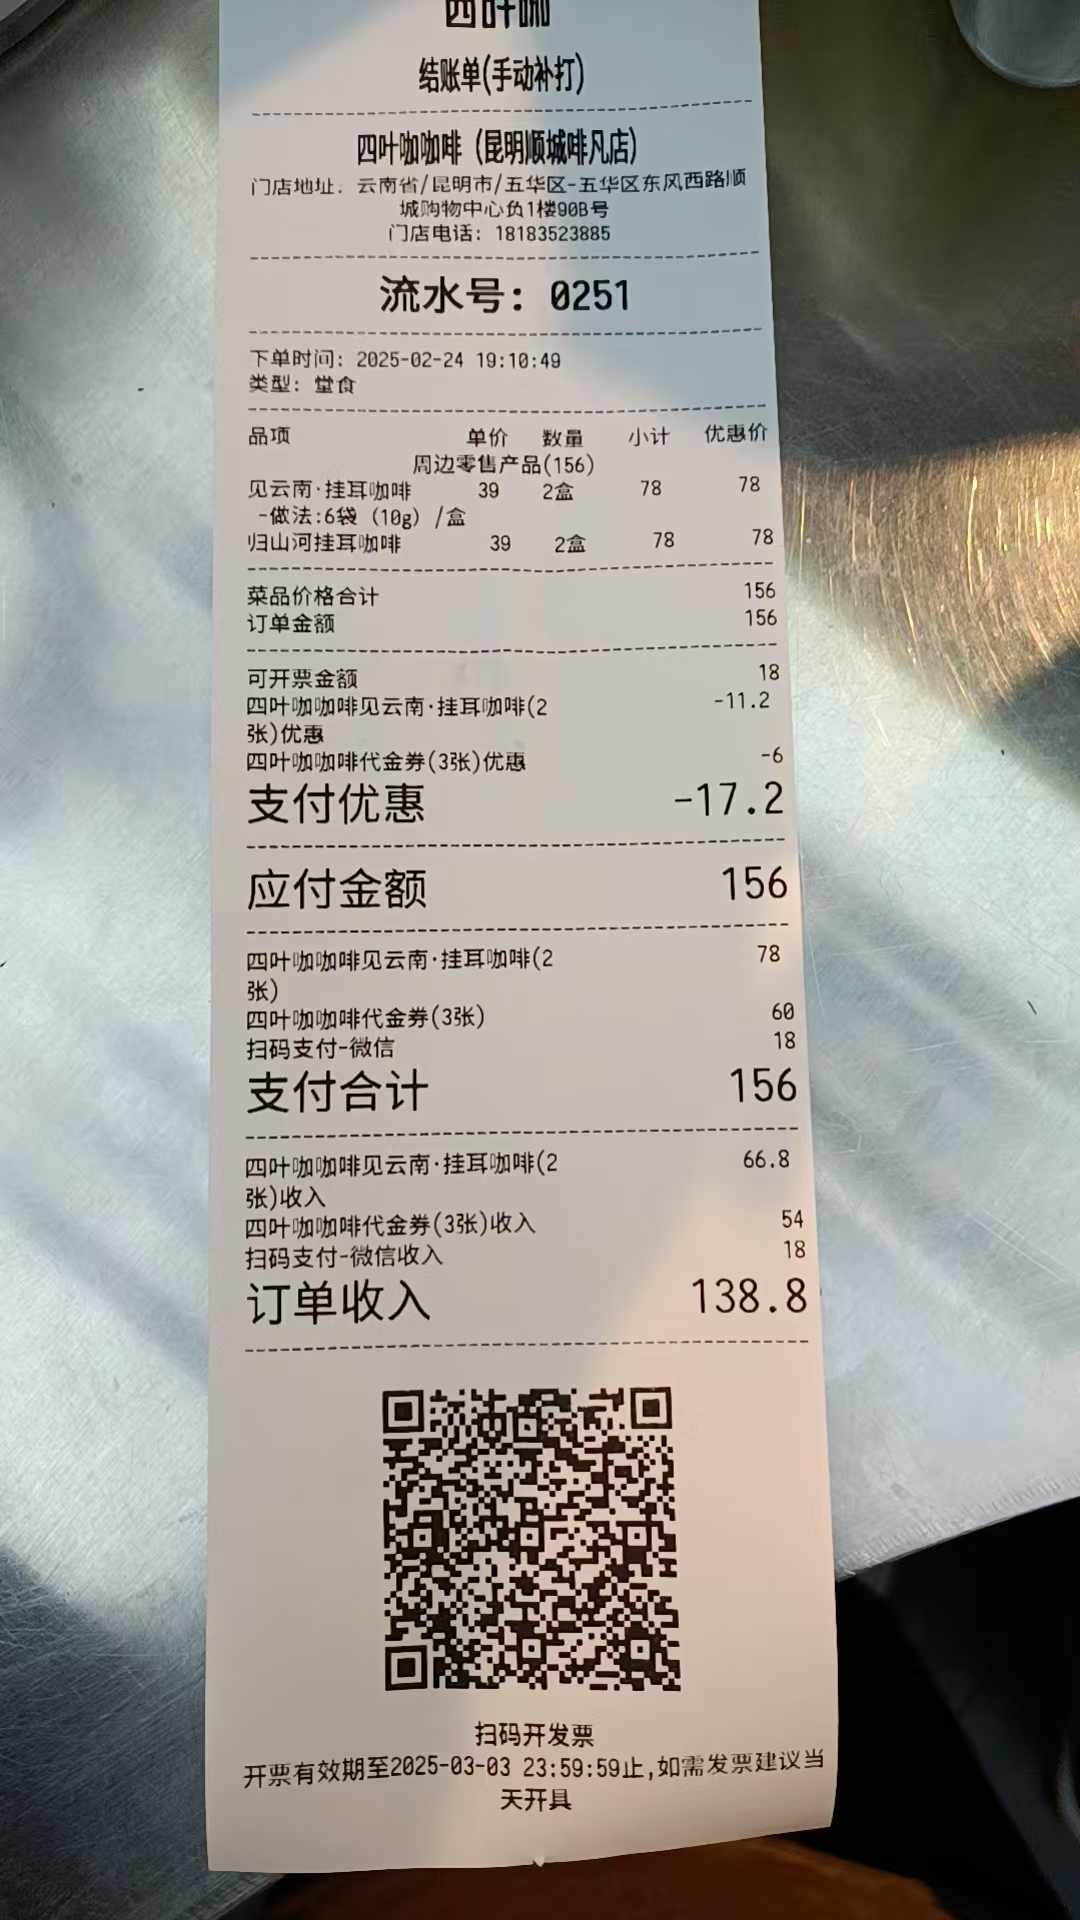 四叶咖
结账单(手动补打)
四叶咖咖啡（昆明顺城啡凡店）
门店地址：云南省/昆明市/五华区-五华区东风西路顺
城购物中心负1楼90B号
门店电话：18183523885
流水号：0251
下单时间：2025-02-24 19:10:49
类型：堂食
品项 单价 数量 小计 优惠价
周边零售产品(156)
见云南·挂耳咖啡 39 2盒 78 78
-做法:6袋（10g）/盒
归山河挂耳咖啡 39 2盒 78 78
菜品价格合计 156
订单金额 156
可开票金额 18
四叶咖咖啡见云南·挂耳咖啡(2 -11.2
张)优惠
四叶咖咖啡代金券(3张)优惠 -6
支付优惠 -17.2
应付金额 156
四叶咖咖啡见云南·挂耳咖啡(2 78
张)
四叶咖咖啡代金券(3张) 60
扫码支付-微信 18
支付合计 156
四叶咖咖啡见云南·挂耳咖啡(2 66.8
张)收入
四叶咖咖啡代金券(3张)收入 54
扫码支付-微信收入 18
订单收入 138.8
扫码开发票
开票有效期至2025-03-03 23:59:59止,如需发票建议当
天开具